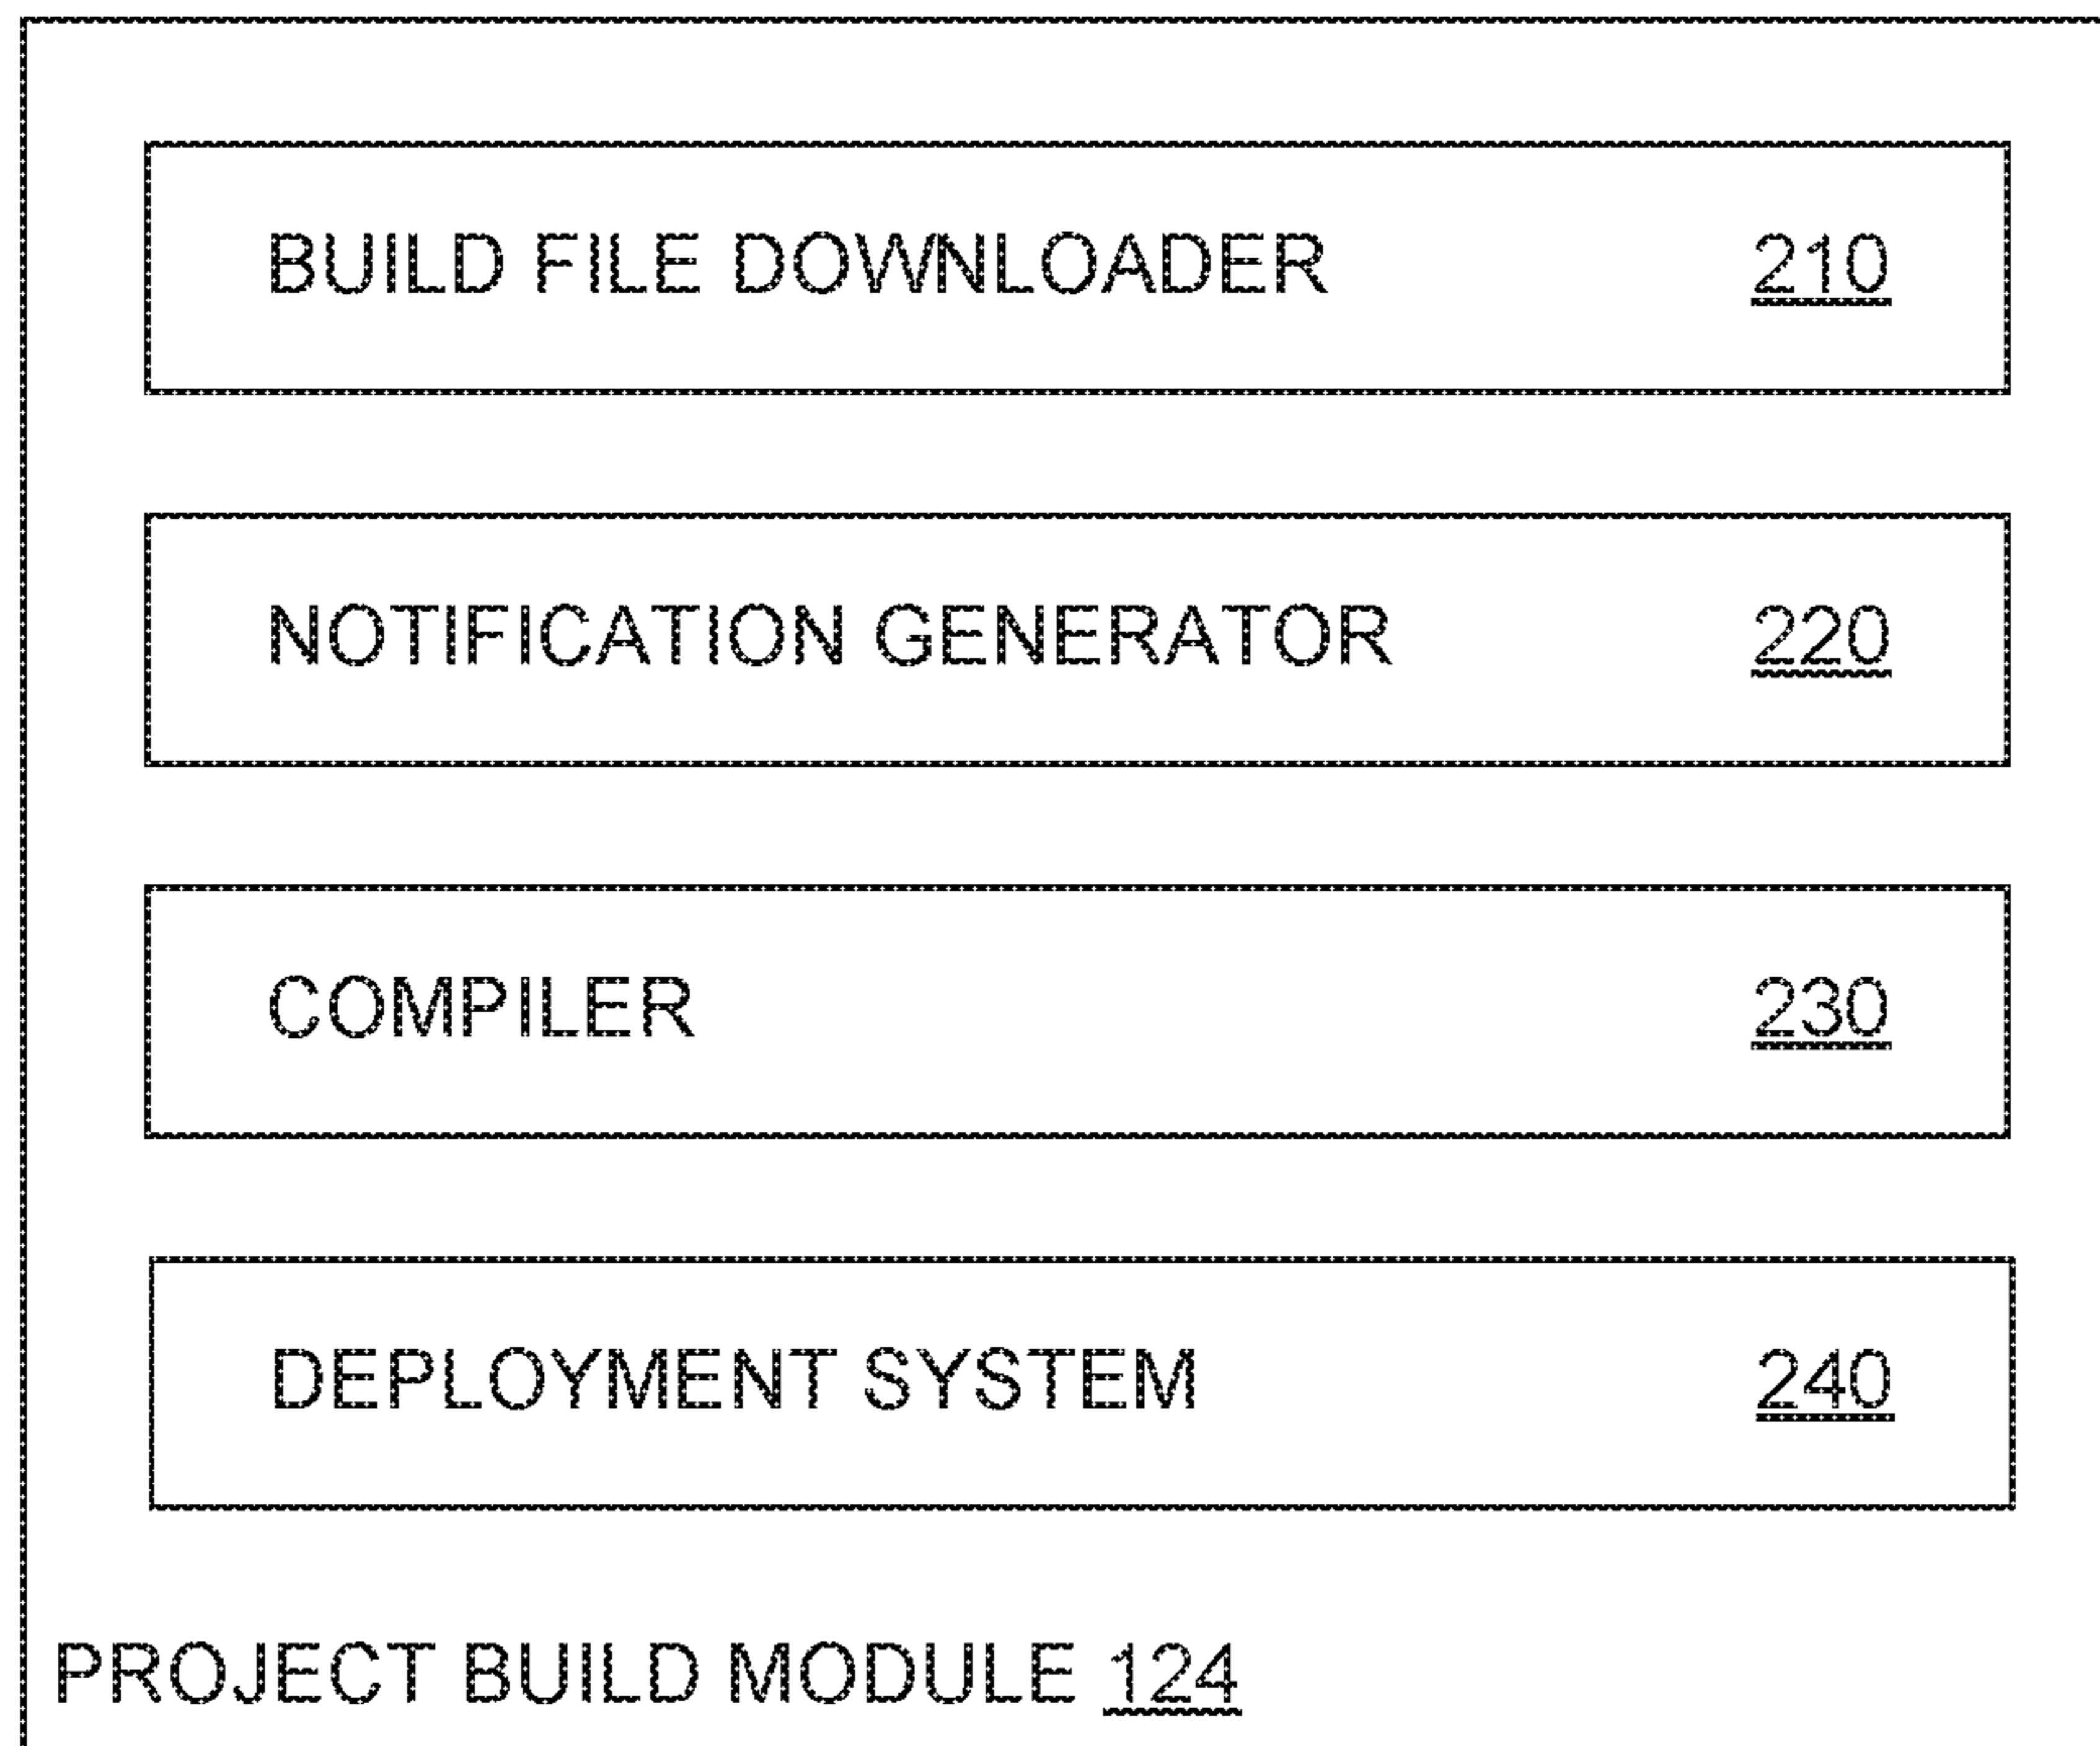 BUILD FILE DOWNLOADER 210
NOTIFICATION GENERATOR 220
COMPILER 230
DEPLOYMENT SYSTEM 240
PROJECT BUILD MODULE 124